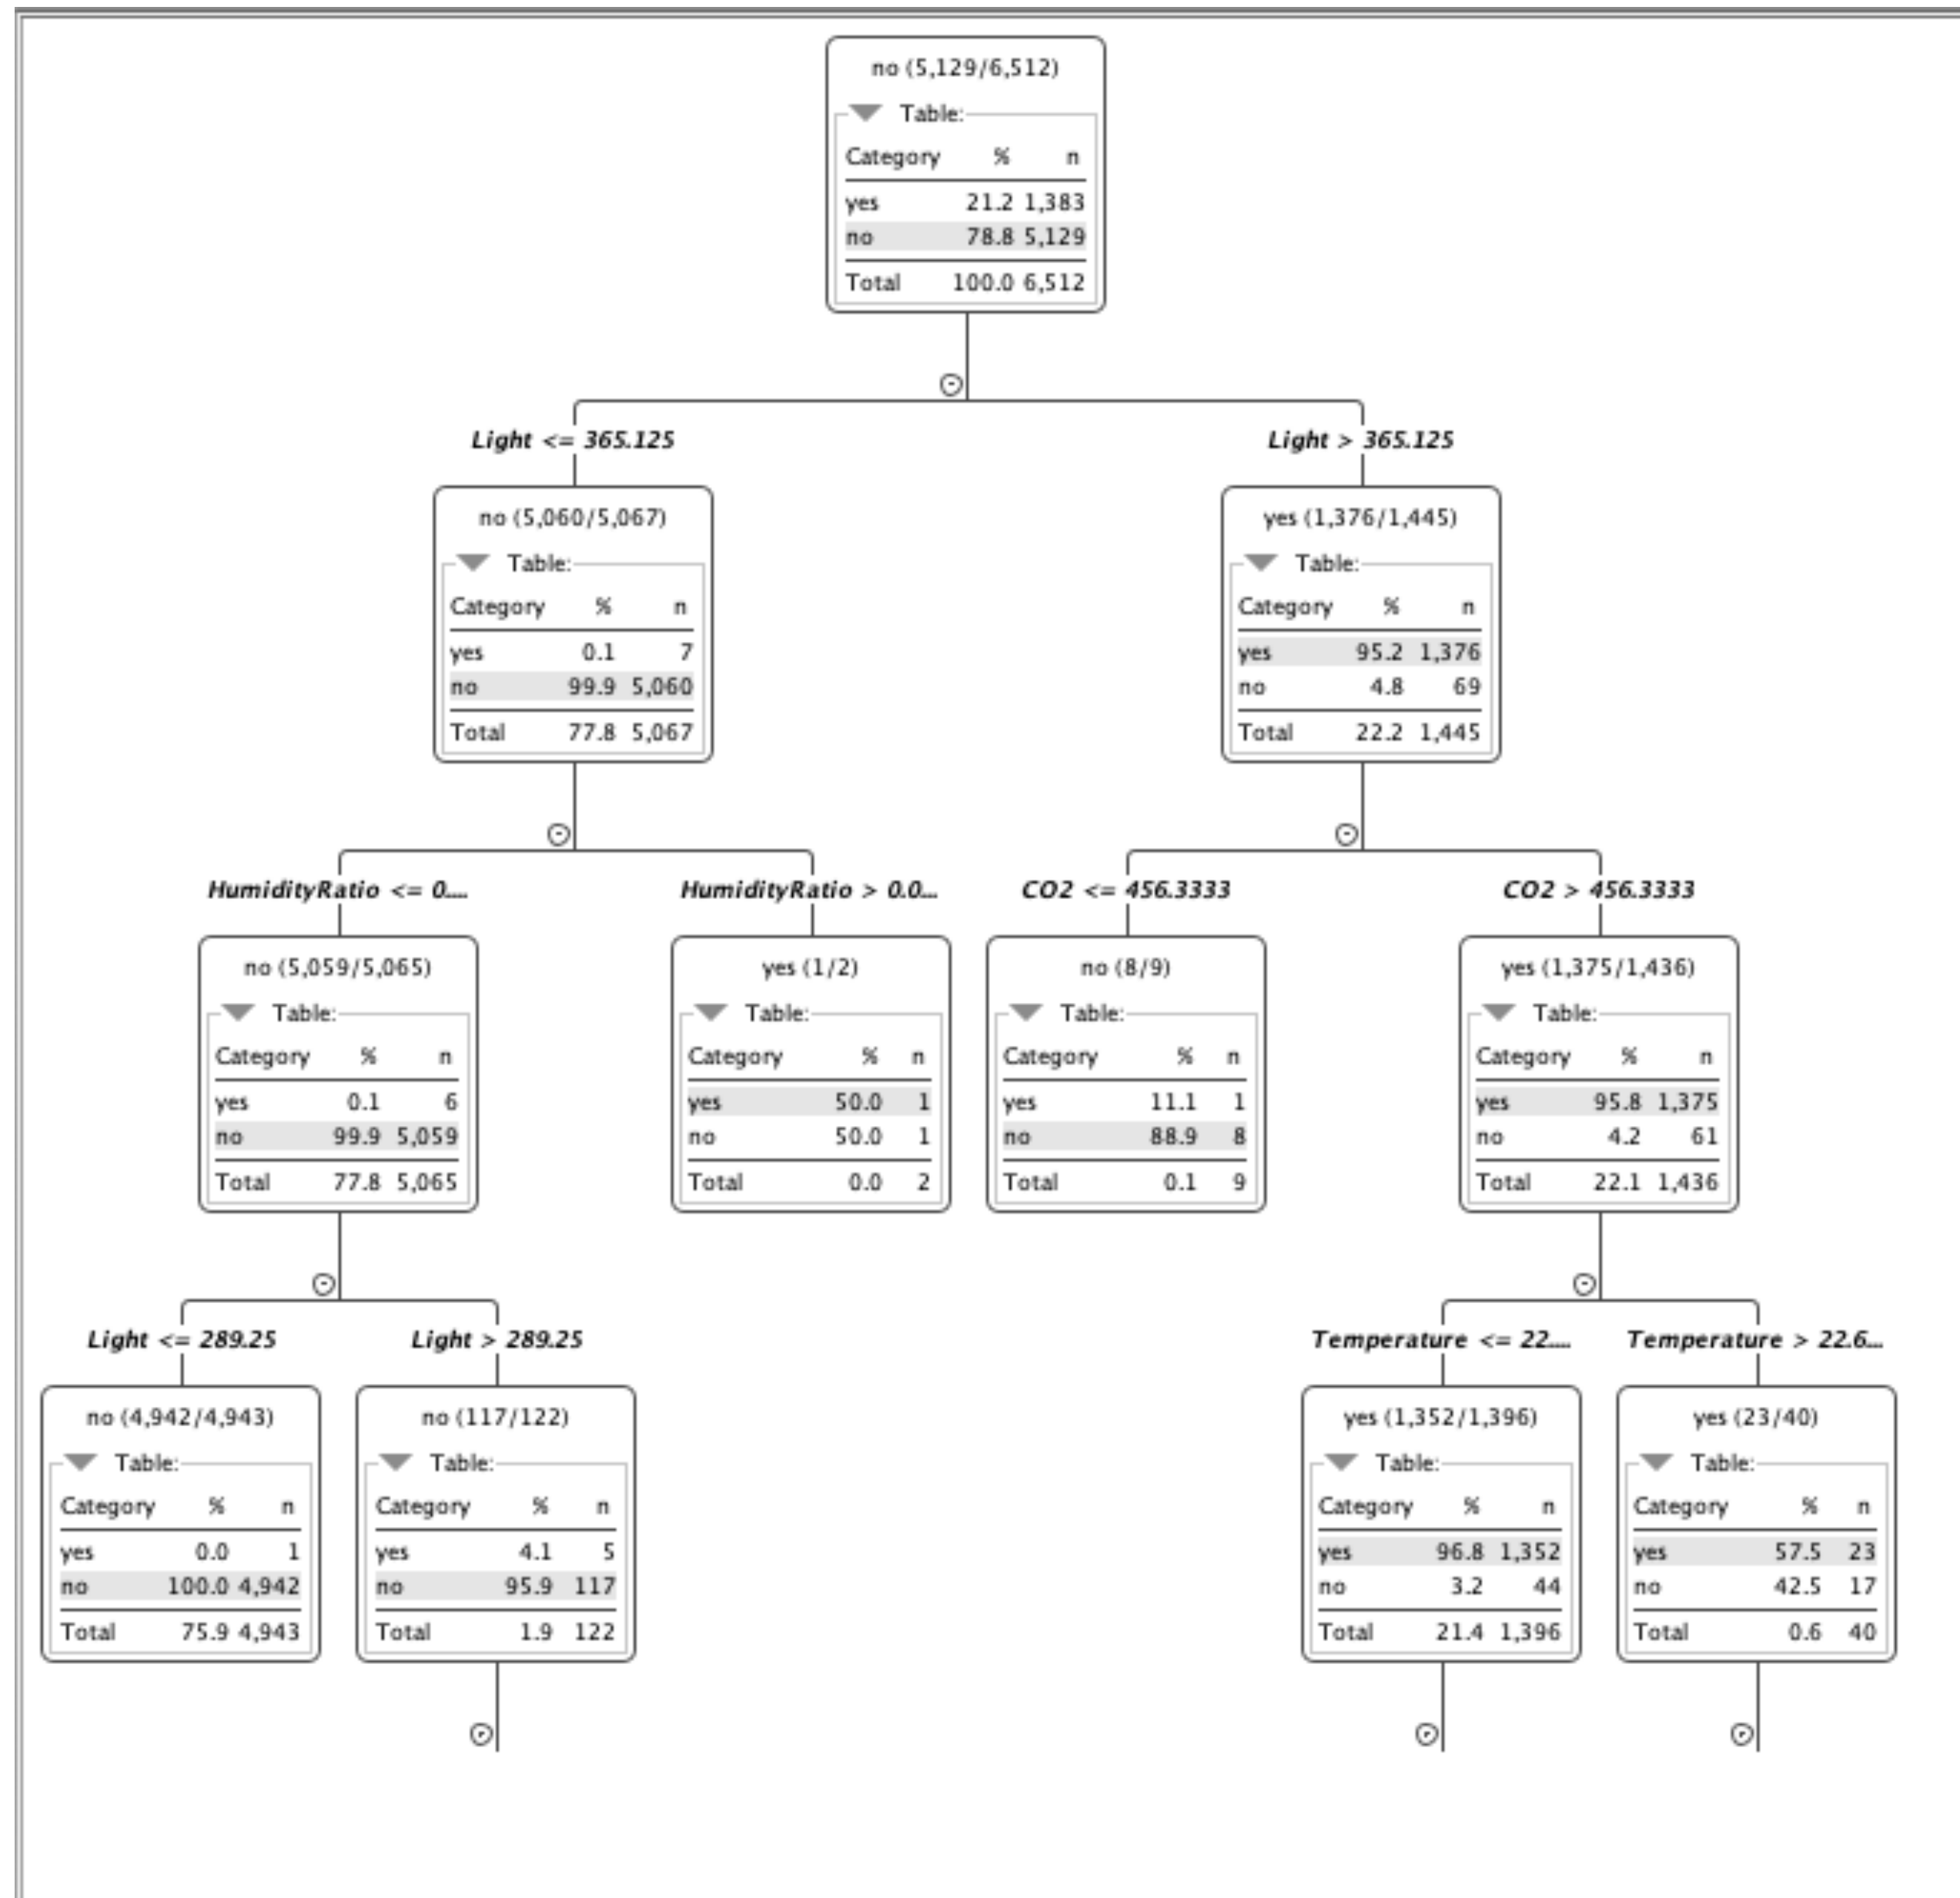 no (5,129/6,512)
Table:
Category % n
yes 21.2 1,383
no 78.8 5,129
Total 100.0 6,512
Light <= 365.125
Light > 365.125
no (5,060/5,067)
Table:
Category % n
yes 0.1 7
no 99.9 5,060
Total 77.8 5,067
yes (1,376/1,445)
Table:
Category % n
yes 95.2 1,376
no 4.8 69
Total 22.2 1,445
HumidityRatio <= 0....
HumidityRatio > 0.0...
CO2 <= 456.3333
CO2 > 456.3333
no (5,059/5,065)
Table:
Category % n
yes 0.1 6
no 99.9 5,059
Total 77.8 5,065
yes (1/2)
Table:
Category % n
yes 50.0 1
no 50.0 1
Total 0.0 2
no (8/9)
Table:
Category % n
yes 11.1 1
no 88.9 8
Total 0.1 9
yes (1,375/1,436)
Table:
Category % n
yes 95.8 1,375
no 4.2 61
Total 22.1 1,436
Light <= 289.25
Light > 289.25
Temperature <= 22....
Temperature > 22.6...
no (4,942/4,943)
Table:
Category % n
yes 0.0 1
no 100.0 4,942
Total 75.9 4,943
no (117/122)
Table:
Category % n
yes 4.1 5
no 95.9 117
Total 1.9 122
yes (1,352/1,396)
Table:
Category % n
yes 96.8 1,352
no 3.2 44
Total 21.4 1,396
yes (23/40)
Table:
Category % n
yes 57.5 23
no 42.5 17
Total 0.6 40